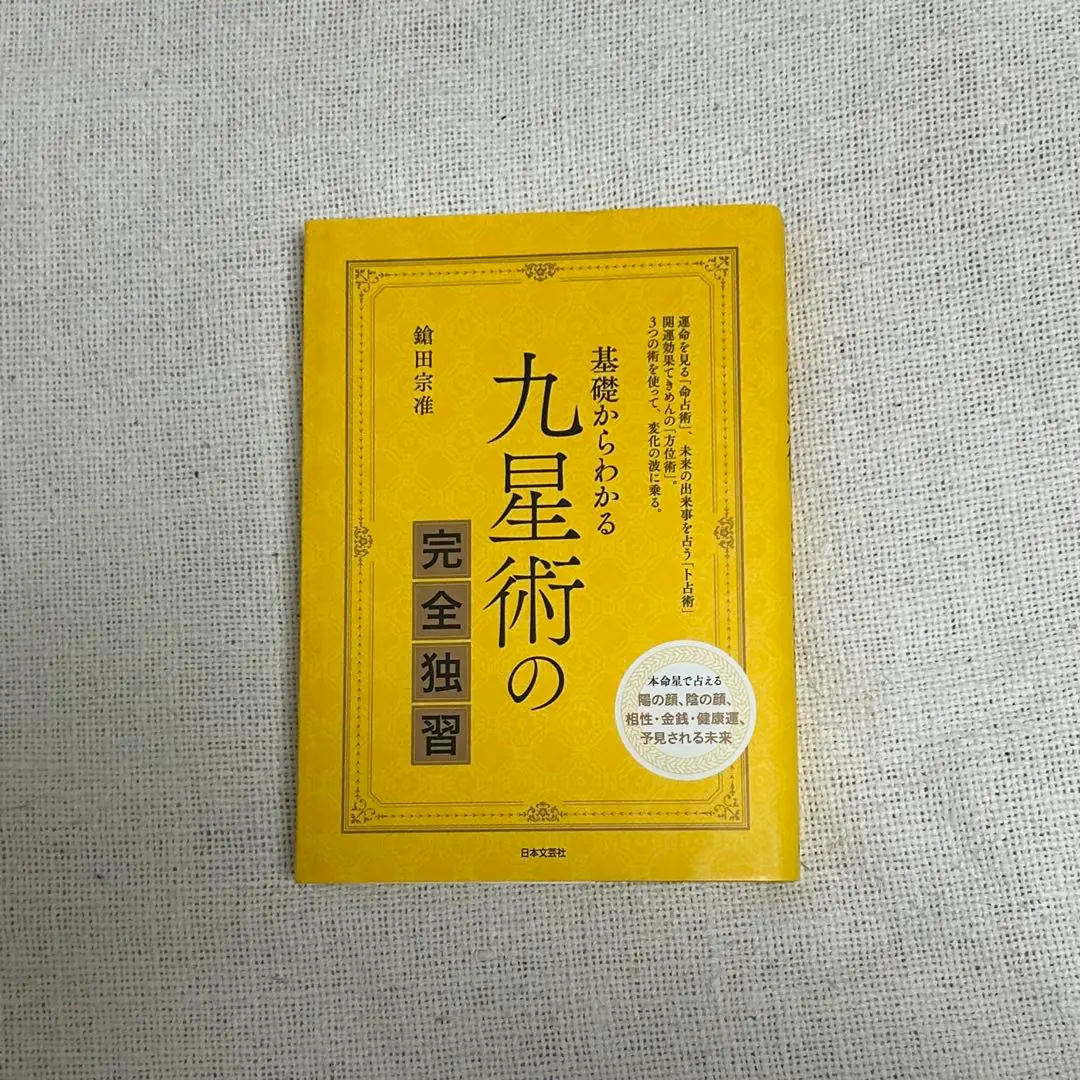 運命を見る「命占術」、未来の出来事を占う「卜占術」
開運効果てきめんの「方位術」。
3つの術を使って、変化の波に乗る。
基礎からわかる
九星術の
完全独習
鎗田宗准
本命星で占える
陽の顔、陰の顔、
相性・金銭・健康運、
予見される未来
日本文芸社